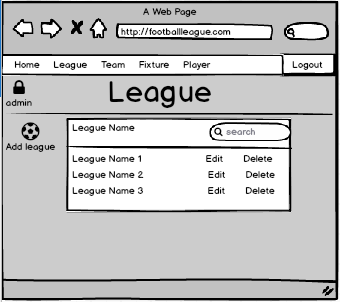 A Web Page
http://footballleague.com
Home League Team Fixture Player Logout
admin
League
Add league
League Name search
League Name 1 Edit Delete
League Name 2 Edit Delete
League Name 3 Edit Delete